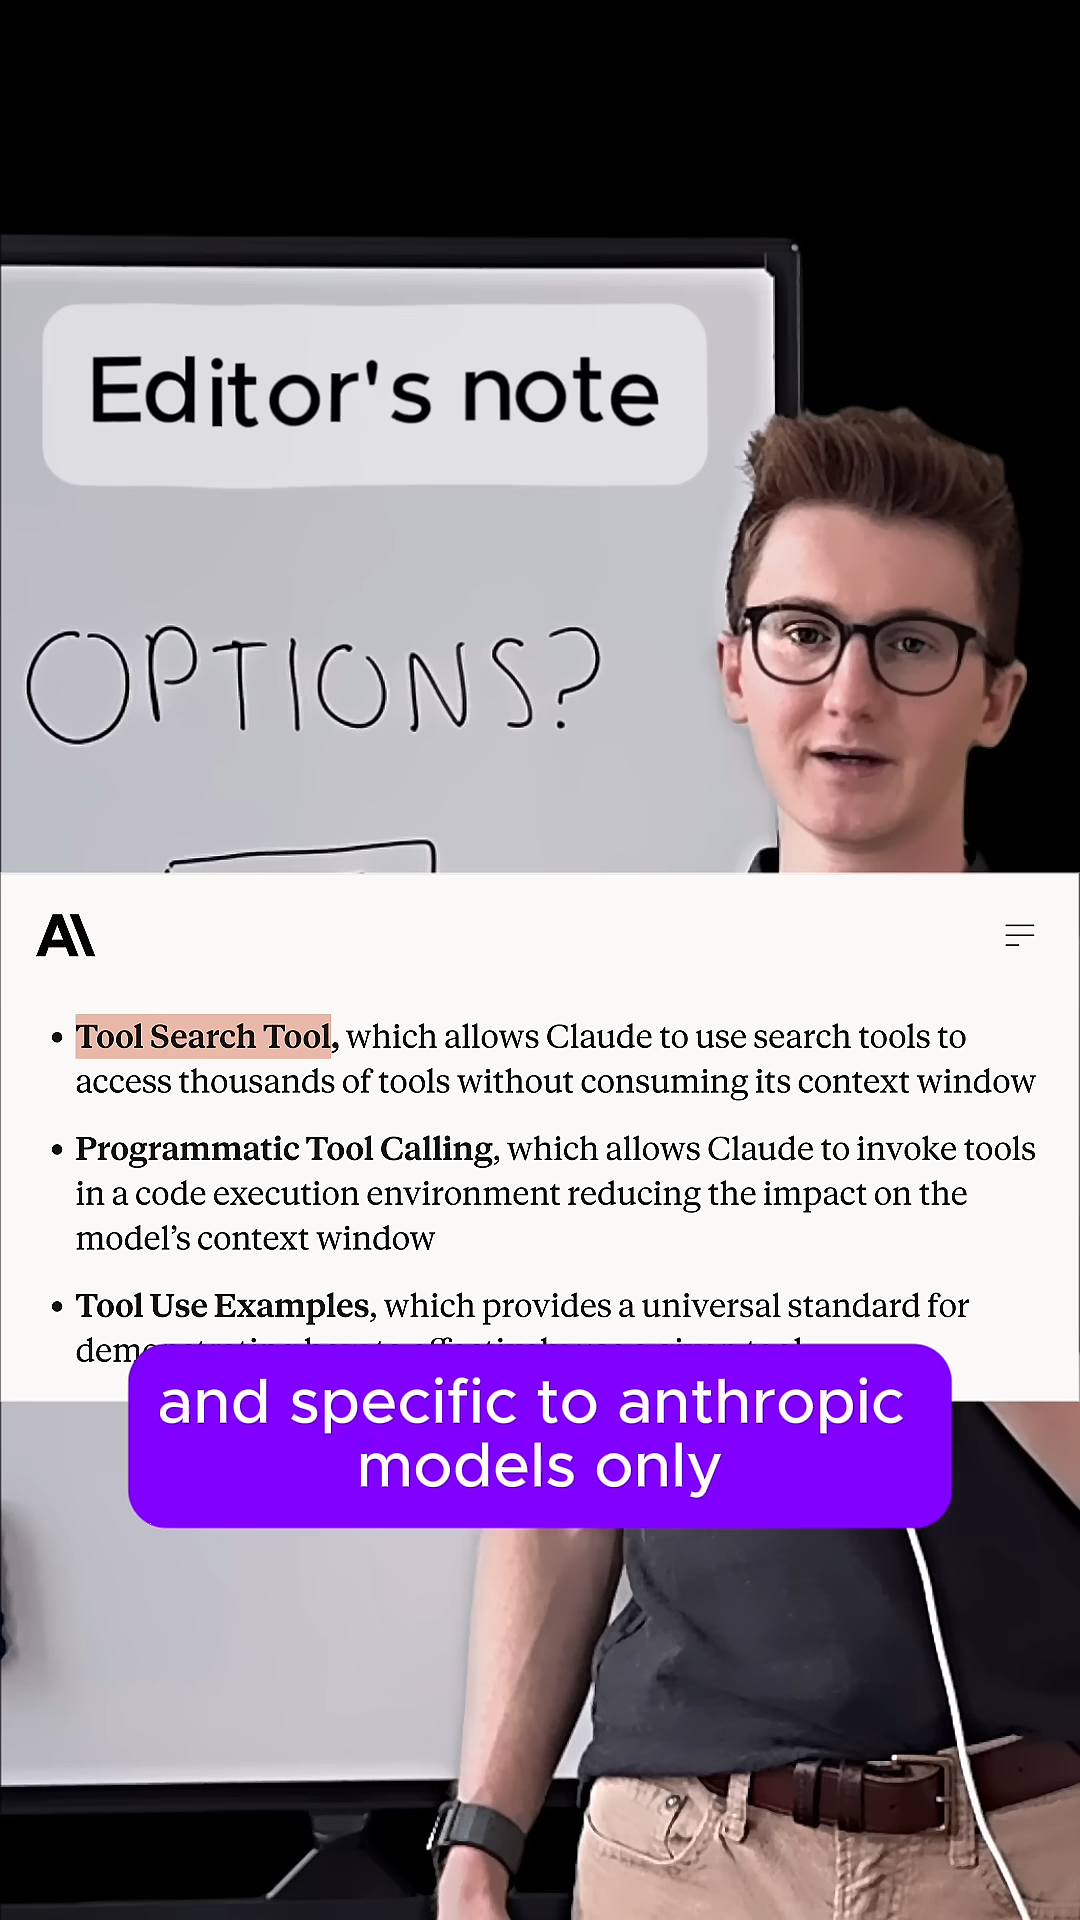 Editor's note
OPTIONS?
A\
• Tool Search Tool, which allows Claude to use search tools to
access thousands of tools without consuming its context window
• Programmatic Tool Calling, which allows Claude to invoke tools
in a code execution environment reducing the impact on the
model’s context window
• Tool Use Examples, which provides a universal standard for
and specific to anthropic
models only